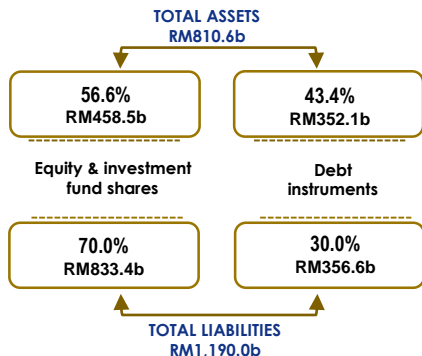 TOTAL ASSETS
RM810.6b
56.6%
RM458.5b
43.4%
RM352.1b
Equity & investment
fund shares
Debt
instruments
70.0%
RM833.4b
30.0%
RM356.6b
TOTAL LIABILITIES
RM1,190.0b